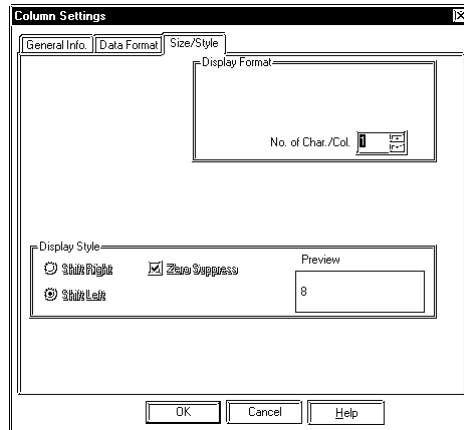 Column Settings
General Info. Data Format Size/Style
Display Format
No. of Char./Col. 1
Display Style
Shift Right Zero Suppress Preview
Shift Left 8
OK Cancel Help